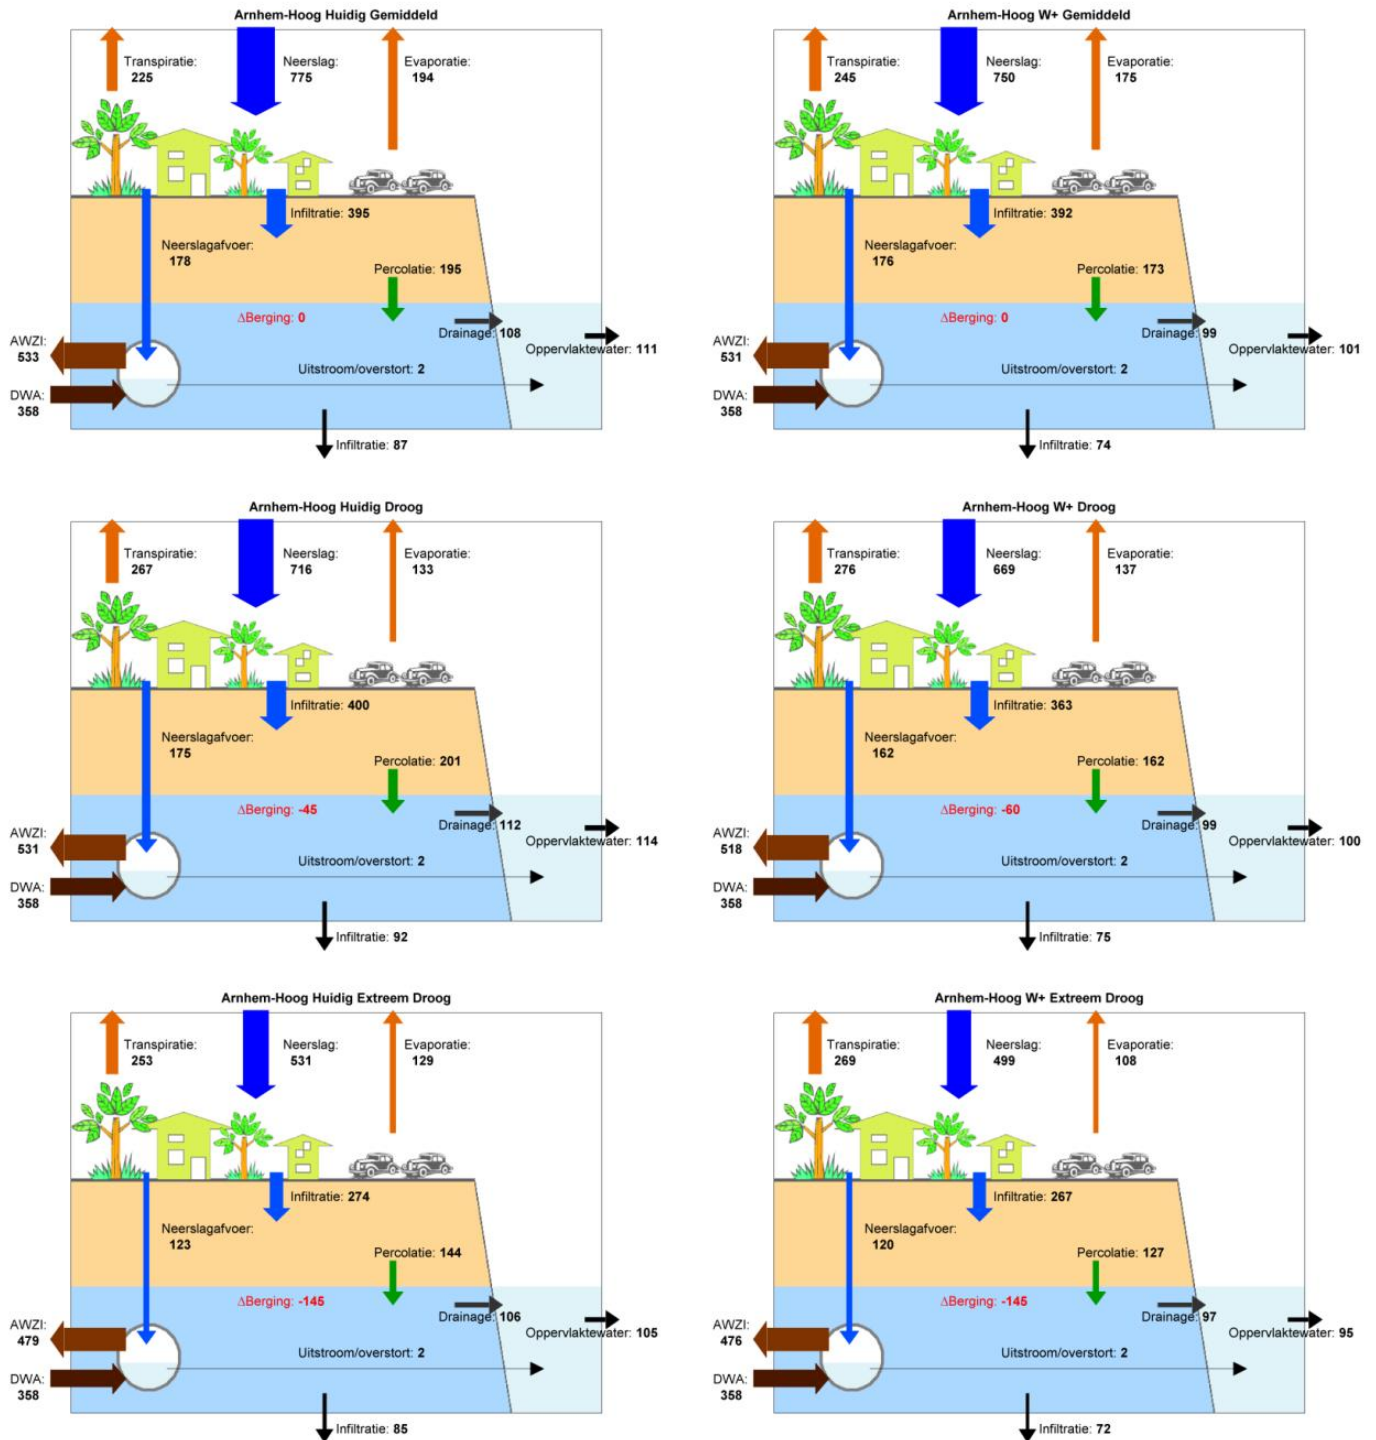 Arnhem-Hoog Huidig Gemiddeld
Transpiratie:
225
Neerslag:
775
Evaporatie:
194
Infiltratie: 395
Neerslagafvoer:
178
Percolatie: 195
∆Berging: 0
Drainage: 108
Oppervlaktewater: 111
AWZI:
533
Uitstroom/overstort: 2
DWA:
358
Infiltratie: 87
Arnhem-Hoog W+ Gemiddeld
Transpiratie:
245
Neerslag:
750
Evaporatie:
175
Infiltratie: 392
Neerslagafvoer:
176
Percolatie: 173
∆Berging: 0
Drainage: 99
Oppervlaktewater: 101
AWZI:
531
Uitstroom/overstort: 2
DWA:
358
Infiltratie: 74
Arnhem-Hoog Huidig Droog
Transpiratie:
267
Neerslag:
716
Evaporatie:
133
Infiltratie: 400
Neerslagafvoer:
175
Percolatie: 201
∆Berging: -45
Drainage: 112
Oppervlaktewater: 114
AWZI:
531
Uitstroom/overstort: 2
DWA:
358
Infiltratie: 92
Arnhem-Hoog W+ Droog
Transpiratie:
276
Neerslag:
669
Evaporatie:
137
Infiltratie: 363
Neerslagafvoer:
162
Percolatie: 162
∆Berging: -60
Drainage: 99
Oppervlaktewater: 100
AWZI:
518
Uitstroom/overstort: 2
DWA:
358
Infiltratie: 75
Arnhem-Hoog Huidig Extreem Droog
Transpiratie:
253
Neerslag:
531
Evaporatie:
129
Infiltratie: 274
Neerslagafvoer:
123
Percolatie: 144
∆Berging: -145
Drainage: 106
Oppervlaktewater: 105
AWZI:
479
Uitstroom/overstort: 2
DWA:
358
Infiltratie: 85
Arnhem-Hoog W+ Extreem Droog
Transpiratie:
269
Neerslag:
499
Evaporatie:
108
Infiltratie: 267
Neerslagafvoer:
120
Percolatie: 127
∆Berging: -145
Drainage: 97
Oppervlaktewater: 95
AWZI:
476
Uitstroom/overstort: 2
DWA:
358
Infiltratie: 72